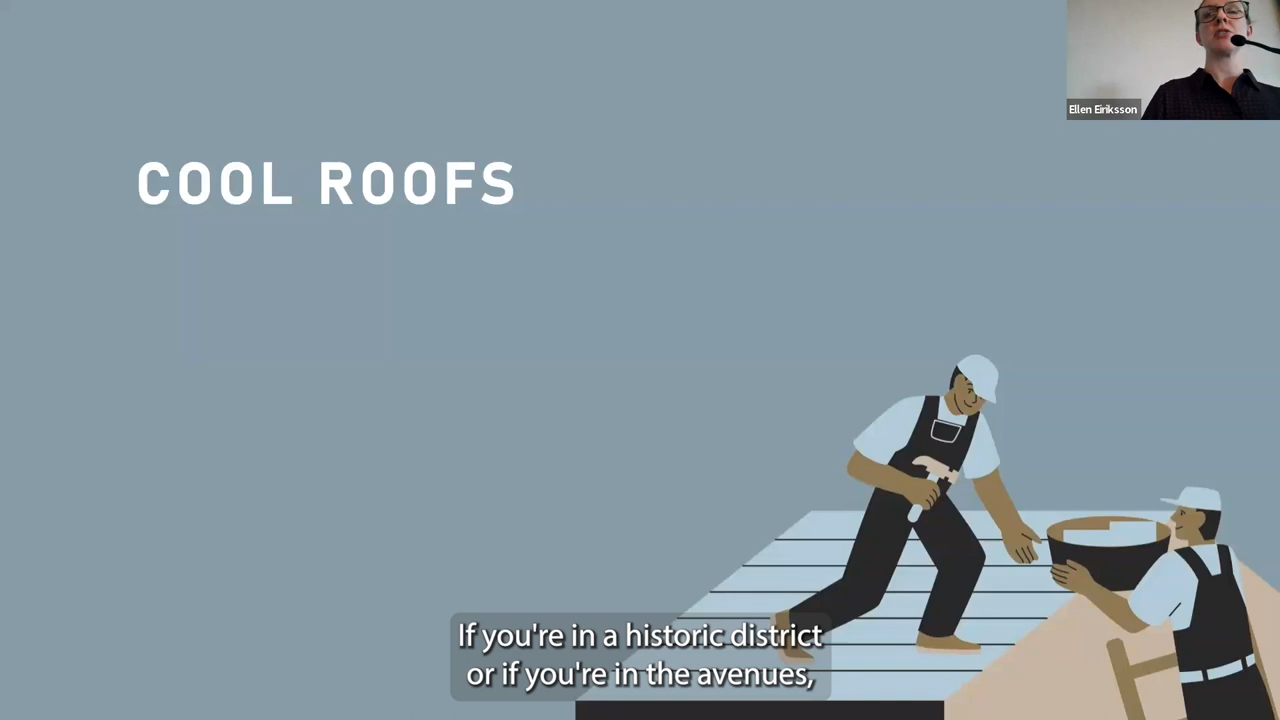 Ellen Eiriksson
COOL ROOFS
If you're in a historic district
or if you're in the avenues,